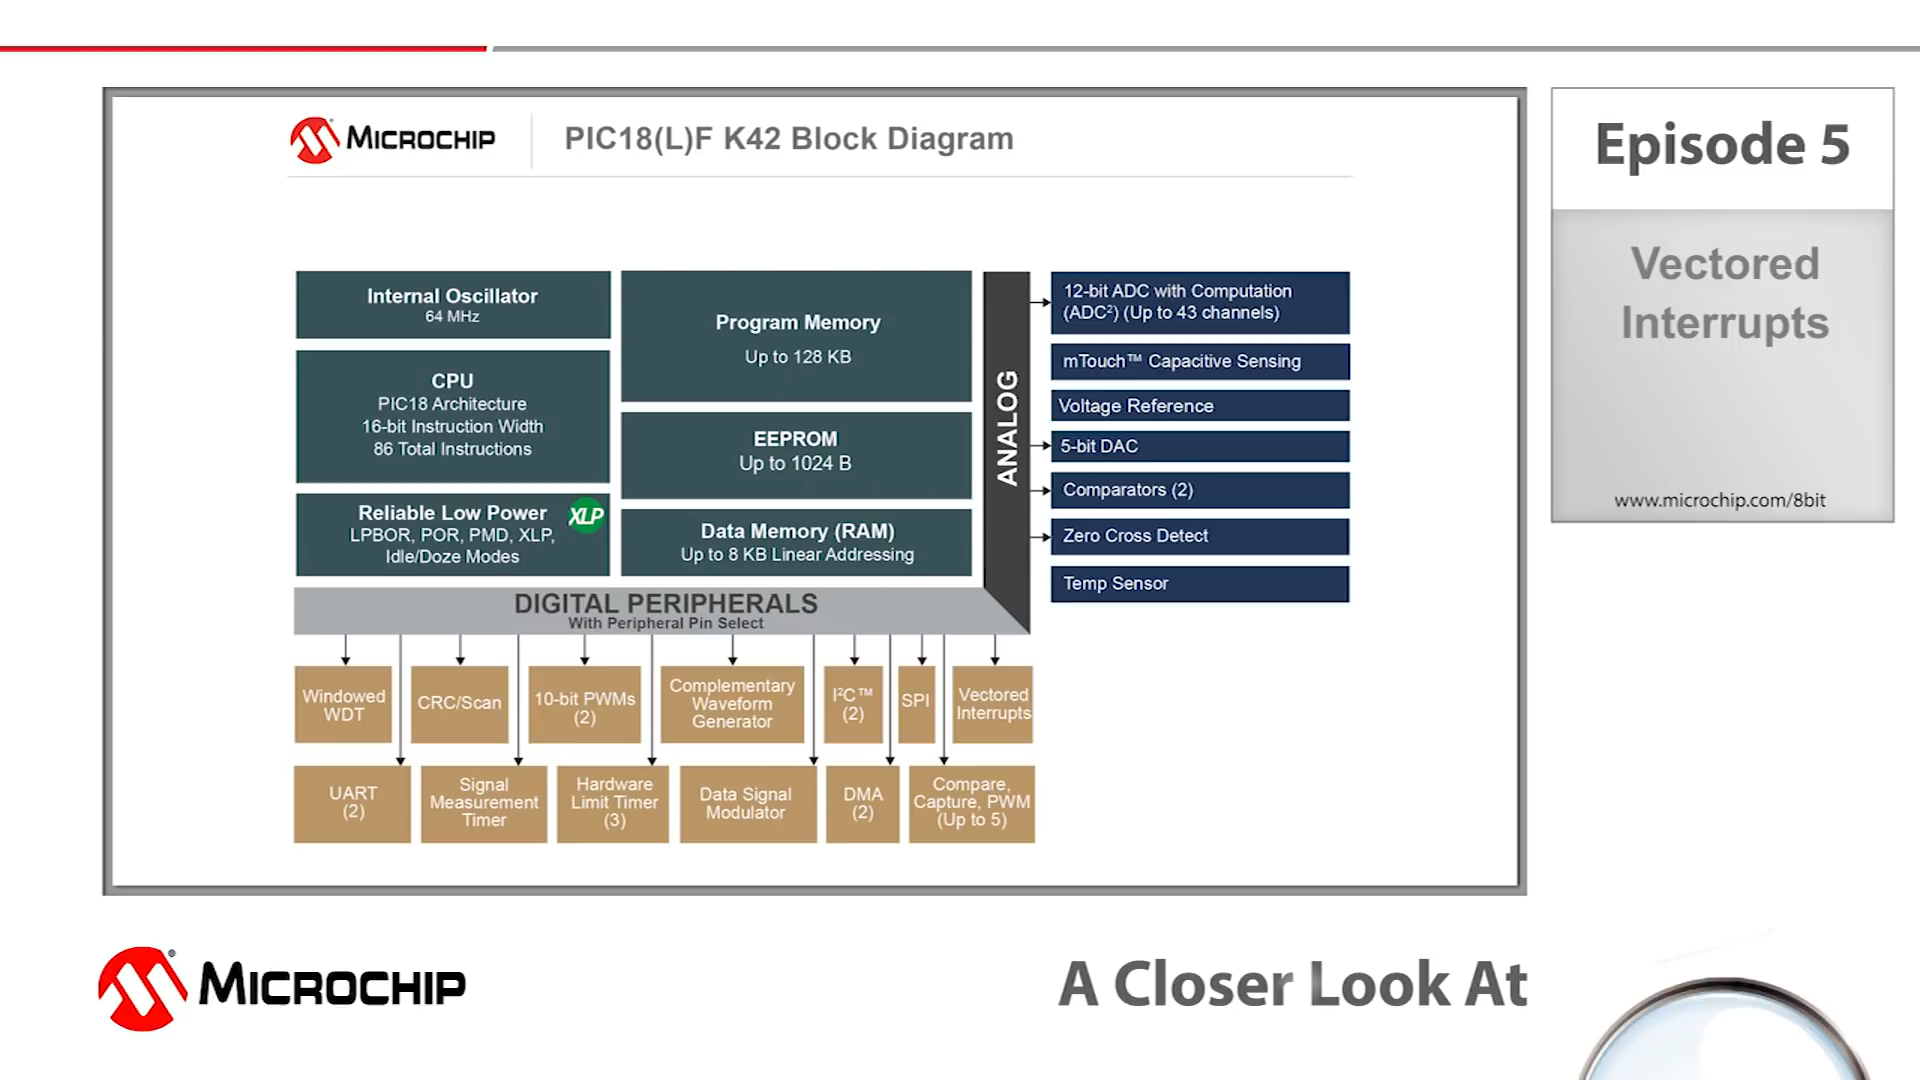 MICROCHIP
PIC18(L)F K42 Block Diagram
Episode 5
Vectored
Interrupts
www.microchip.com/8bit
Internal Oscillator
64 MHz
CPU
PIC18 Architecture
16-bit Instruction Width
86 Total Instructions
Reliable Low Power
LPBOR, POR, PMD, XLP,
Idle/Doze Modes
XLP
Program Memory
Up to 128 KB
EEPROM
Up to 1024 B
Data Memory (RAM)
Up to 8 KB Linear Addressing
ANALOG
12-bit ADC with Computation
(ADC²) (Up to 43 channels)
mTouch™ Capacitive Sensing
Voltage Reference
5-bit DAC
Comparators (2)
Zero Cross Detect
Temp Sensor
DIGITAL PERIPHERALS
With Peripheral Pin Select
Windowed
WDT
CRC/Scan
10-bit PWMs
(2)
Complementary
Waveform
Generator
I²C™
(2)
SPI
Vectored
Interrupts
UART
(2)
Signal
Measurement
Timer
Hardware
Limit Timer
(3)
Data Signal
Modulator
DMA
(2)
Compare,
Capture, PWM
(Up to 5)
MICROCHIP®
A Closer Look At